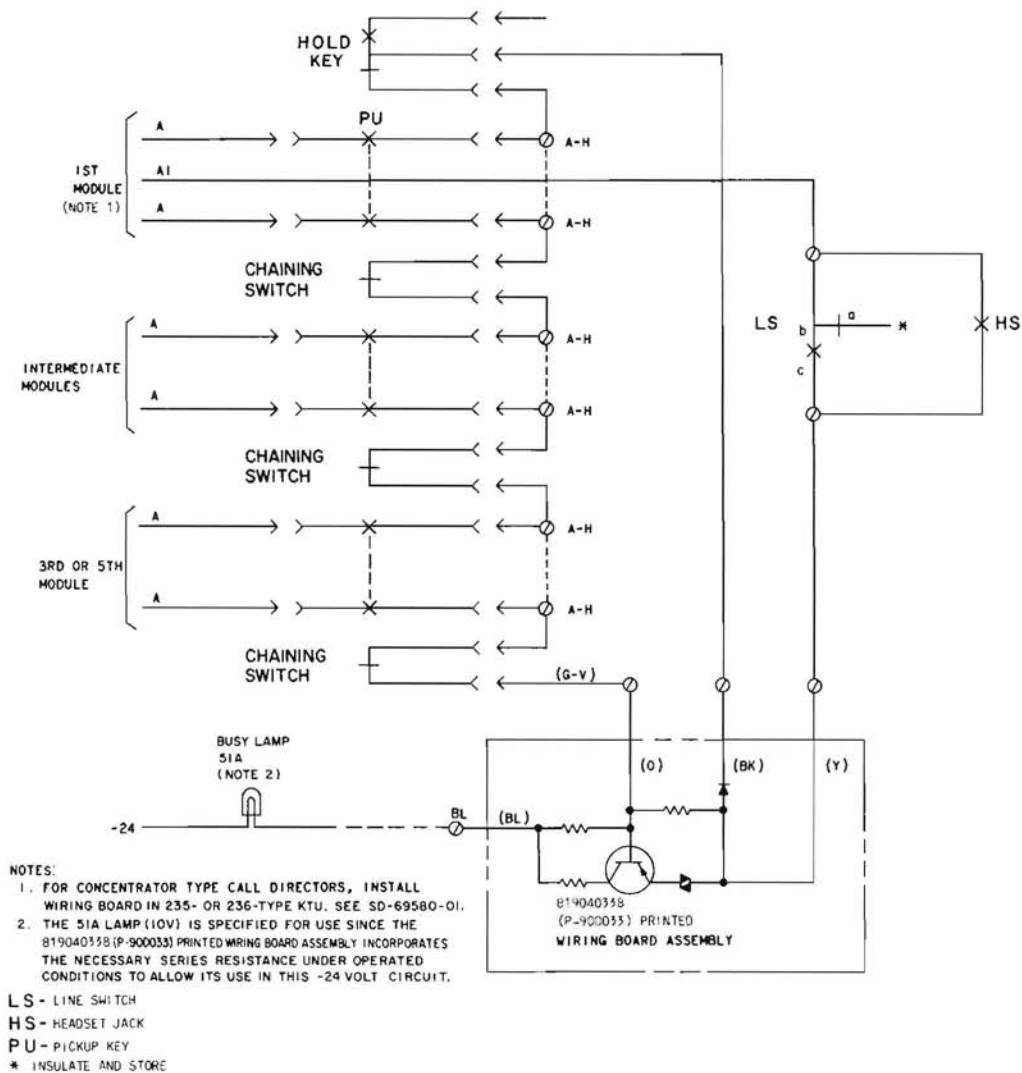 HOLD
KEY
PU
A
A-H
1ST
MODULE
(NOTE 1)
A1
A
A-H
CHAINING
SWITCH
LS
b
a
*
HS
c
A
A-H
INTERMEDIATE
MODULES
A
A-H
CHAINING
SWITCH
A
A-H
3RD OR 5TH
MODULE
A
A-H
CHAINING
SWITCH
(G-V)
BUSY LAMP
51A
(NOTE 2)
(O)
(BK)
(Y)
-24
BL
(BL)
819040338
(P-900033) PRINTED
WIRING BOARD ASSEMBLY
NOTES:
1. FOR CONCENTRATOR TYPE CALL DIRECTORS, INSTALL
WIRING BOARD IN 235- OR 236-TYPE KTU. SEE SD-69580-01.
2. THE 51A LAMP (10V) IS SPECIFIED FOR USE SINCE THE
819040338 (P-900033) PRINTED WIRING BOARD ASSEMBLY INCORPORATES
THE NECESSARY SERIES RESISTANCE UNDER OPERATED
CONDITIONS TO ALLOW ITS USE IN THIS -24 VOLT CIRCUIT.
LS- LINE SWITCH
HS- HEADSET JACK
PU- PICKUP KEY
* INSULATE AND STORE